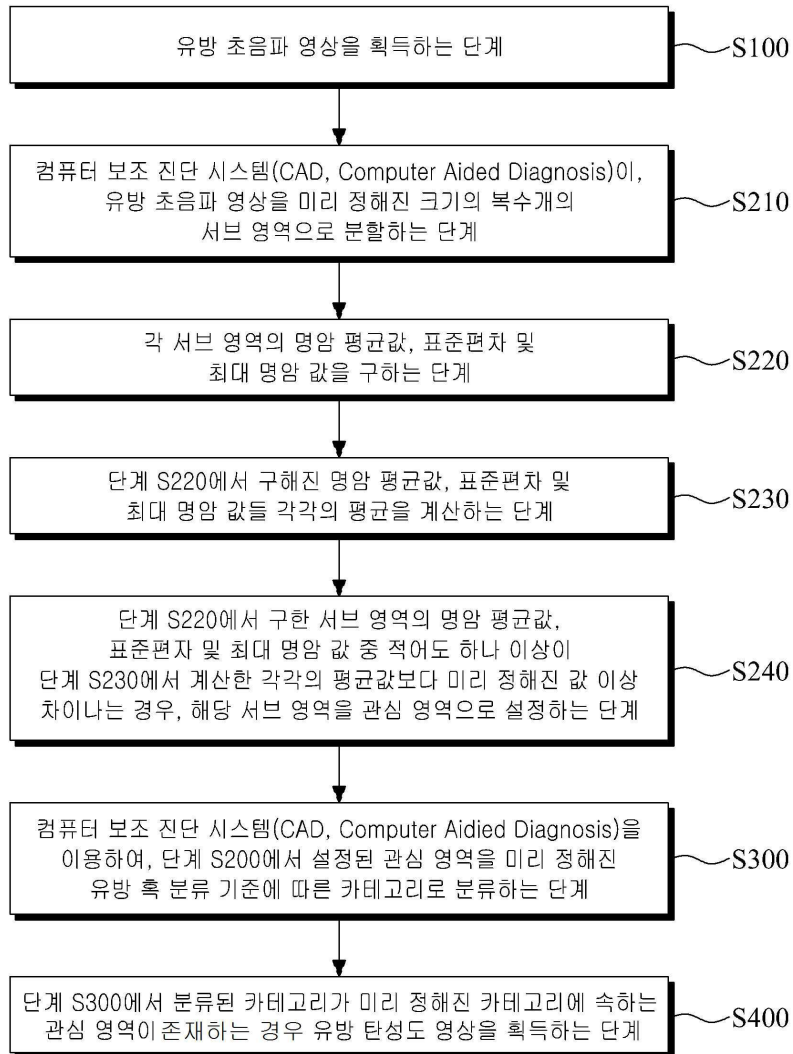 유방 초음파 영상을 획득하는 단계
S100
컴퓨터 보조 진단 시스템(CAD, Computer Aided Diagnosis)이,
유방 초음파 영상을 미리 정해진 크기의 복수개의
서브 영역으로 분할하는 단계
S210
각 서브 영역의 명암 평균값, 표준편차 및
최대 명암 값을 구하는 단계
S220
단계 S220에서 구해진 명암 평균값, 표준편차 및
최대 명암 값들 각각의 평균을 계산하는 단계
S230
단계 S220에서 구한 서브 영역의 명암 평균값,
표준편자 및 최대 명암 값 중 적어도 하나 이상이
단계 S230에서 계산한 각각의 평균값보다 미리 정해진 값 이상
차이나는 경우, 해당 서브 영역을 관심 영역으로 설정하는 단계
S240
컴퓨터 보조 진단 시스템(CAD, Computer Aidied Diagnosis)을
이용하여, 단계 S200에서 설정된 관심 영역을 미리 정해진
유방 혹 분류 기준에 따른 카테고리로 분류하는 단계
S300
단계 S300에서 분류된 카테고리가 미리 정해진 카테고리에 속하는
관심 영역이 존재하는 경우 유방 탄성도 영상을 획득하는 단계
S400